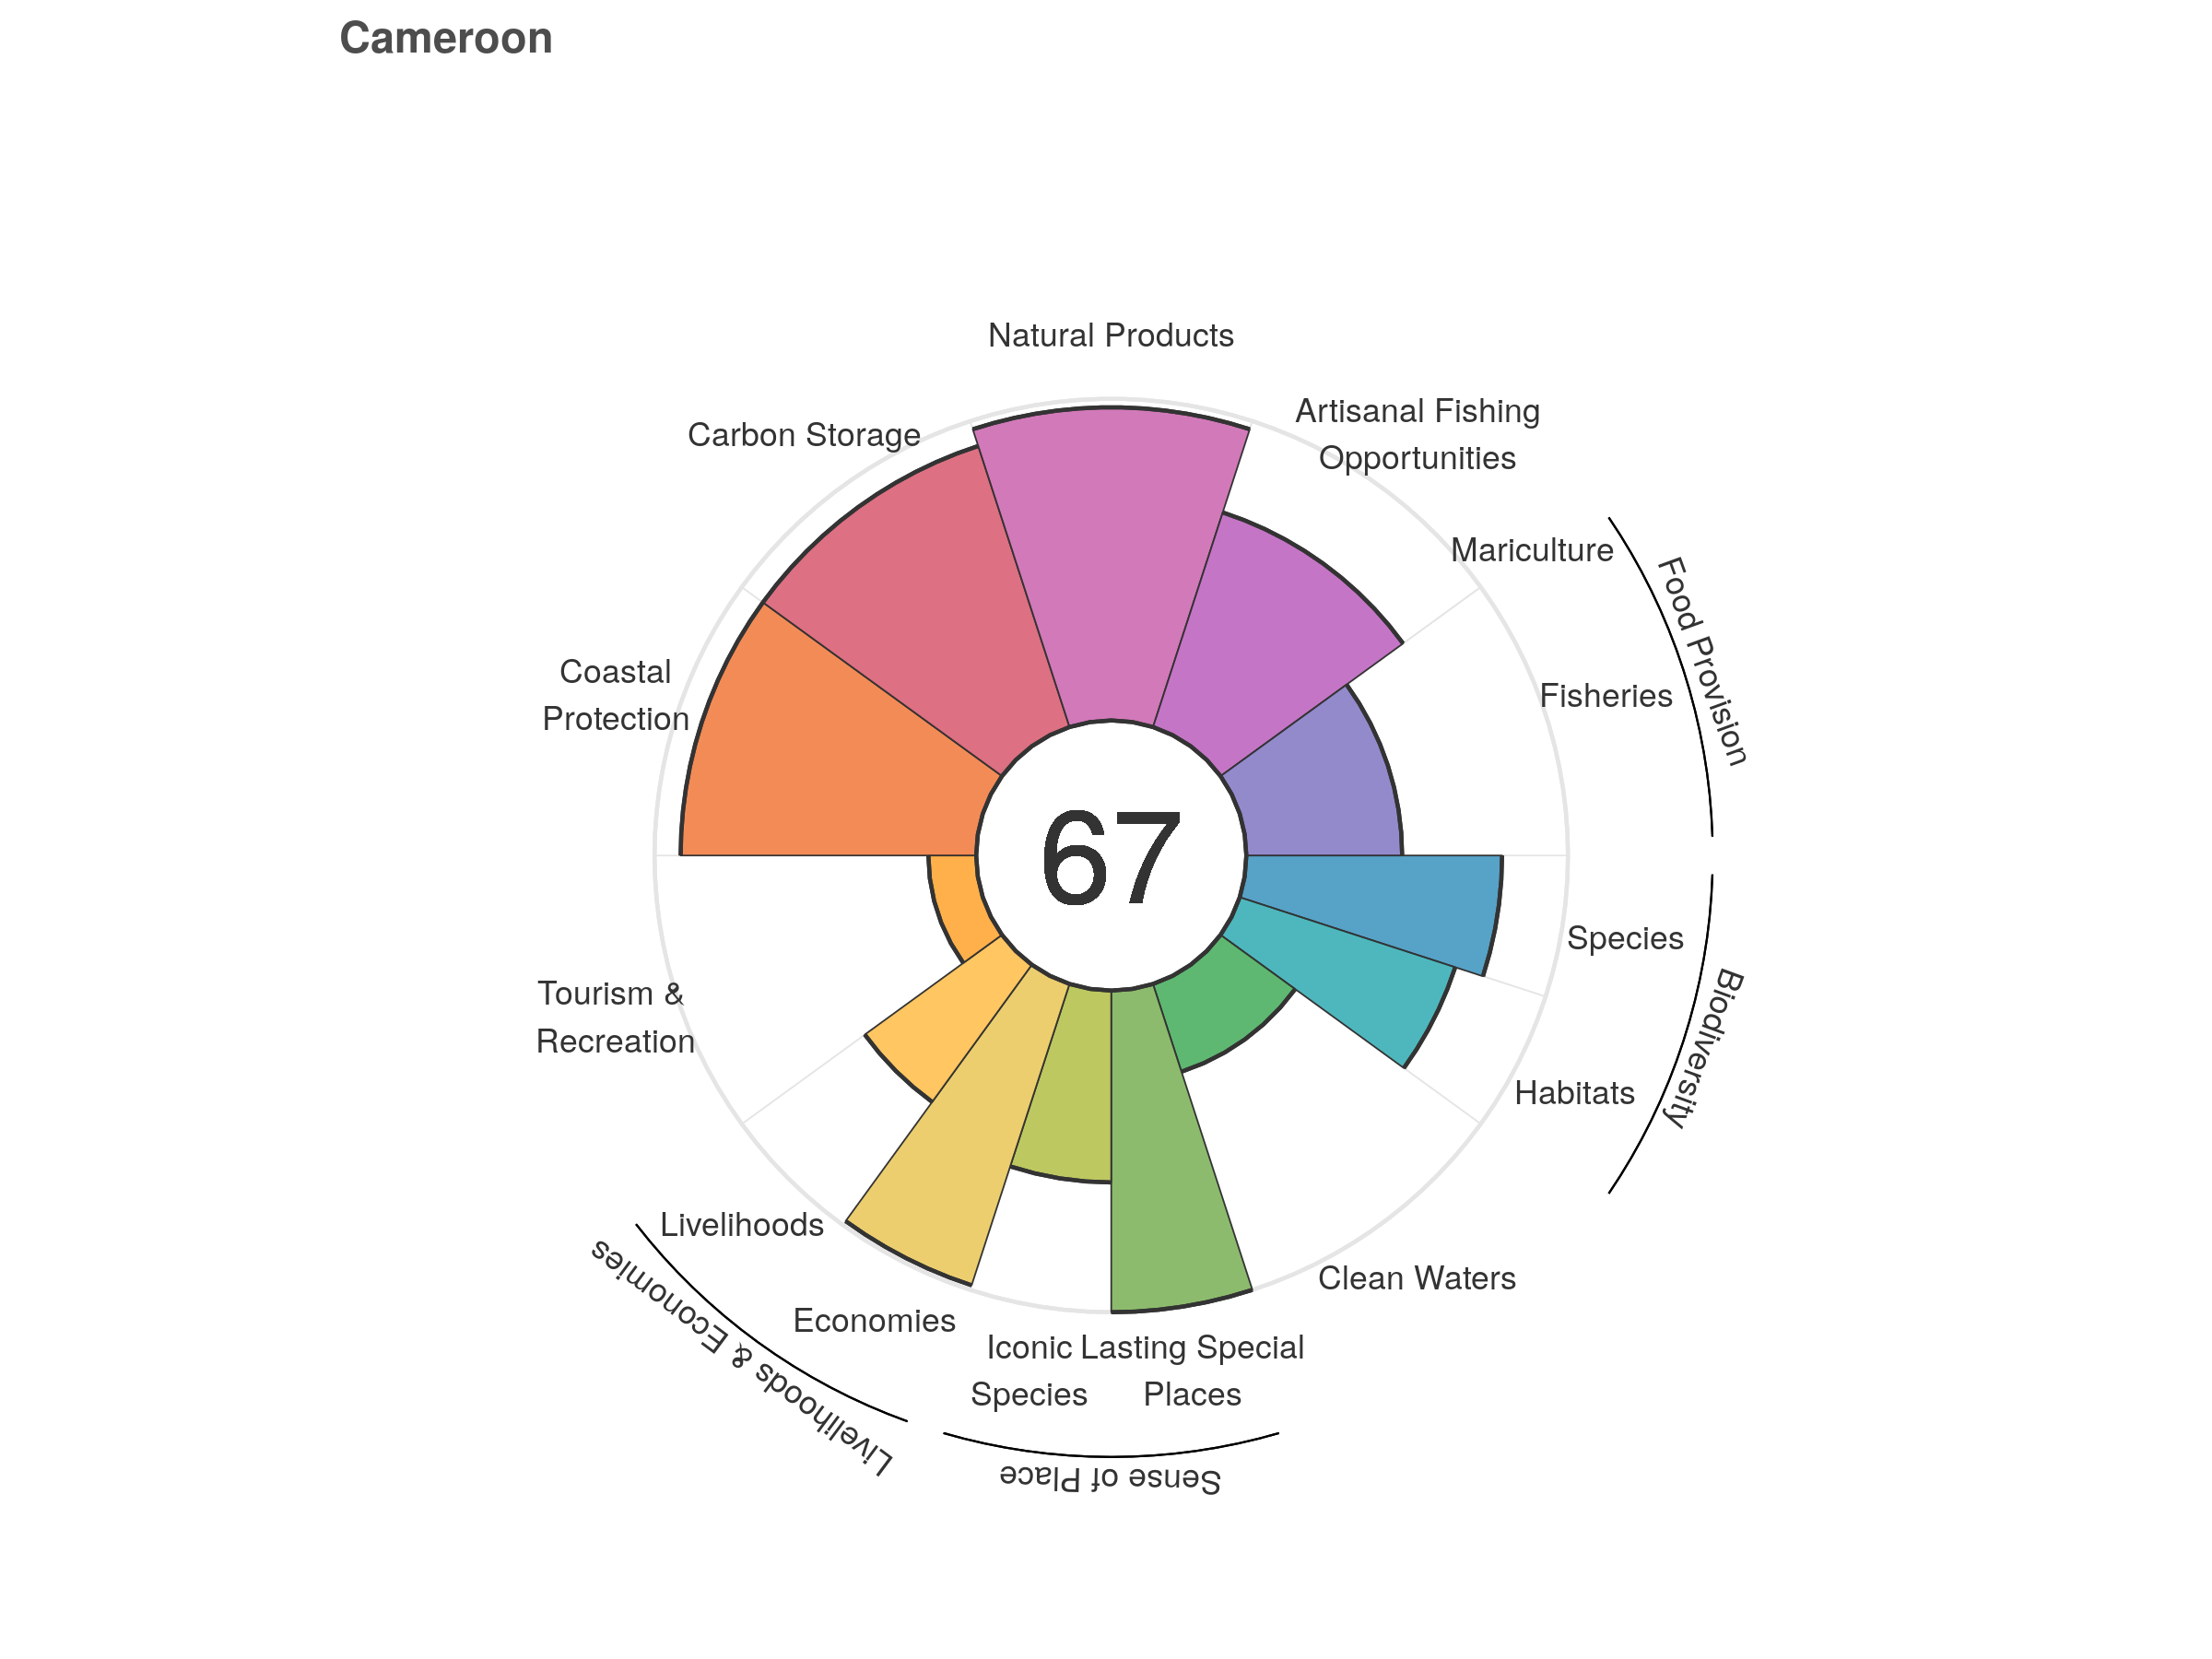 Cameroon
Natural Products
Artisanal Fishing
Opportunities
Carbon Storage
Mariculture
Food Provision
Coastal
Protection
Fisheries
67
Species
Biodiversity
Tourism &
Recreation
Habitats
Livelihoods
Clean Waters
Economies
Livelihoods & Economies
Iconic
Species
Lasting Special
Places
Sense of Place